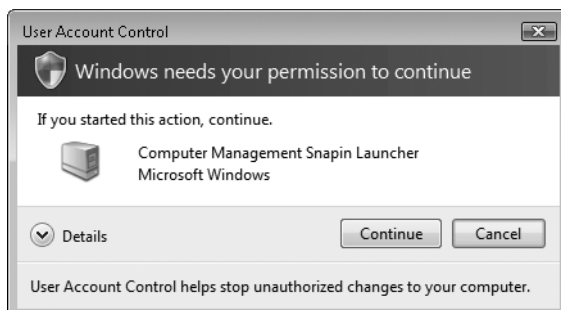 User Account Control
Windows needs your permission to continue
If you started this action, continue.
Computer Management Snapin Launcher
Microsoft Windows
Details
Continue
Cancel
User Account Control helps stop unauthorized changes to your computer.